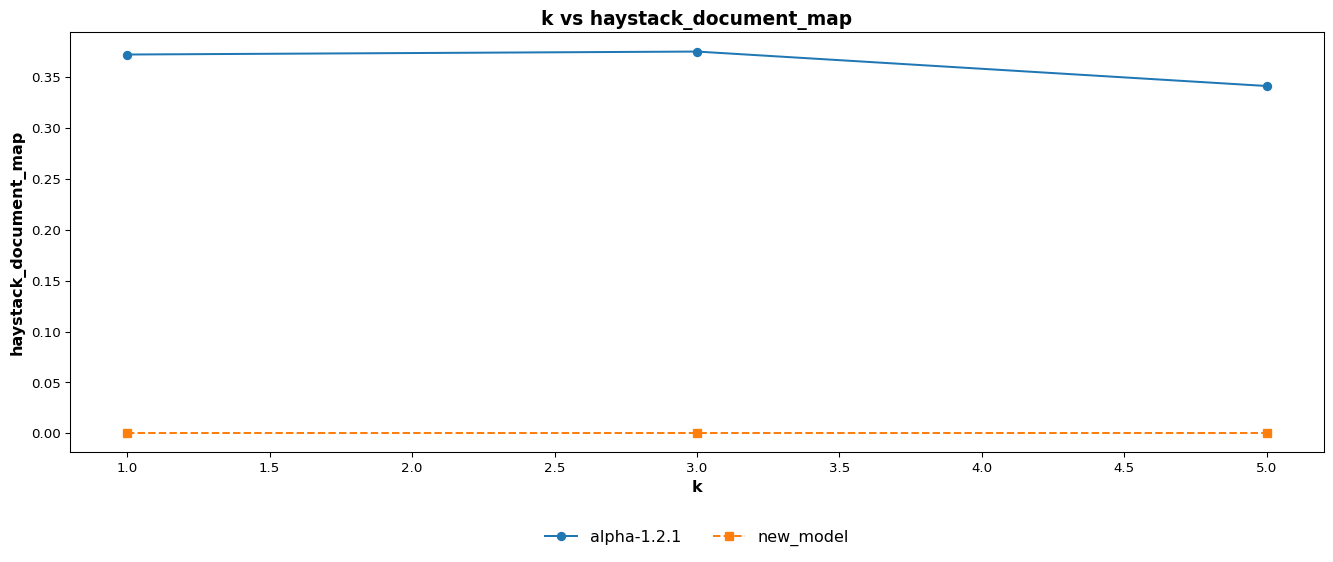 k vs haystack_document_map
haystack_document_map
0.35
0.30
0.25
0.20
0.15
0.10
0.05
0.00
1.0 1.5 2.0 2.5 3.0 3.5 4.0 4.5 5.0
k
alpha-1.2.1 new_model